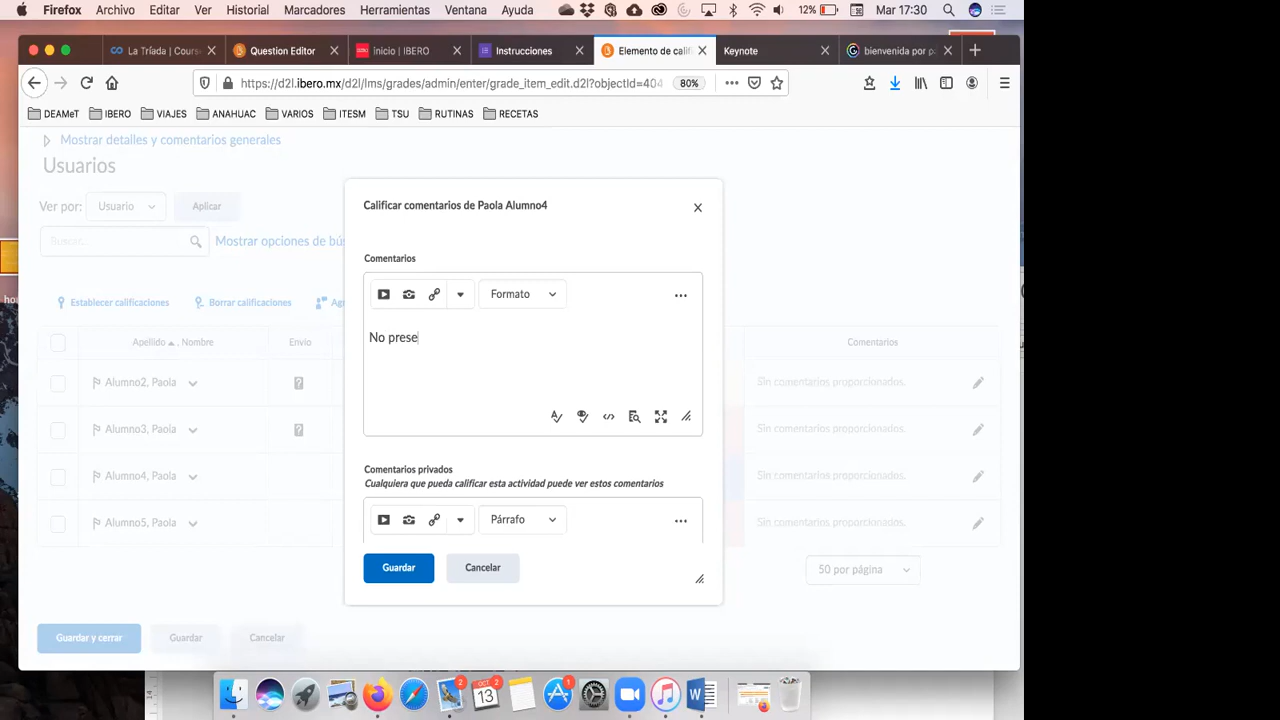 Firefox Archivo Editar Ver Historial Marcadores Herramientas Ventana Ayuda 12% Mar 17:30
La Tríada | Cours Question Editor inicio | IBERO Instrucciones Elemento de calif Keynote bienvenida por p
https://d2l.ibero.mx/d2l/lms/grades/admin/enter/grade_item_edit.d2l?objectId=404 80%
DEAMeT IBERO VIAJES ANAHUAC VARIOS ITESM TSU RUTINAS RECETAS
Mostrar detalles y comentarios generales
Usuarios
Ver por: Usuario Aplicar
Buscar... Mostrar opciones de bús
Establecer calificaciones Borrar calificaciones Agr
Apellido , Nombre Envío Comentarios
Alumno2, Paola Sin comentarios proporcionados.
Alumno3, Paola Sin comentarios proporcionados.
Alumno4, Paola Sin comentarios proporcionados.
Alumno5, Paola Sin comentarios proporcionados.
50 por página
Guardar y cerrar Guardar Cancelar
Calificar comentarios de Paola Alumno4
Comentarios
Formato
No prese
Comentarios privados
Cualquiera que pueda calificar esta actividad puede ver estos comentarios
Párrafo
Guardar Cancelar
2 OCT 13 2 1